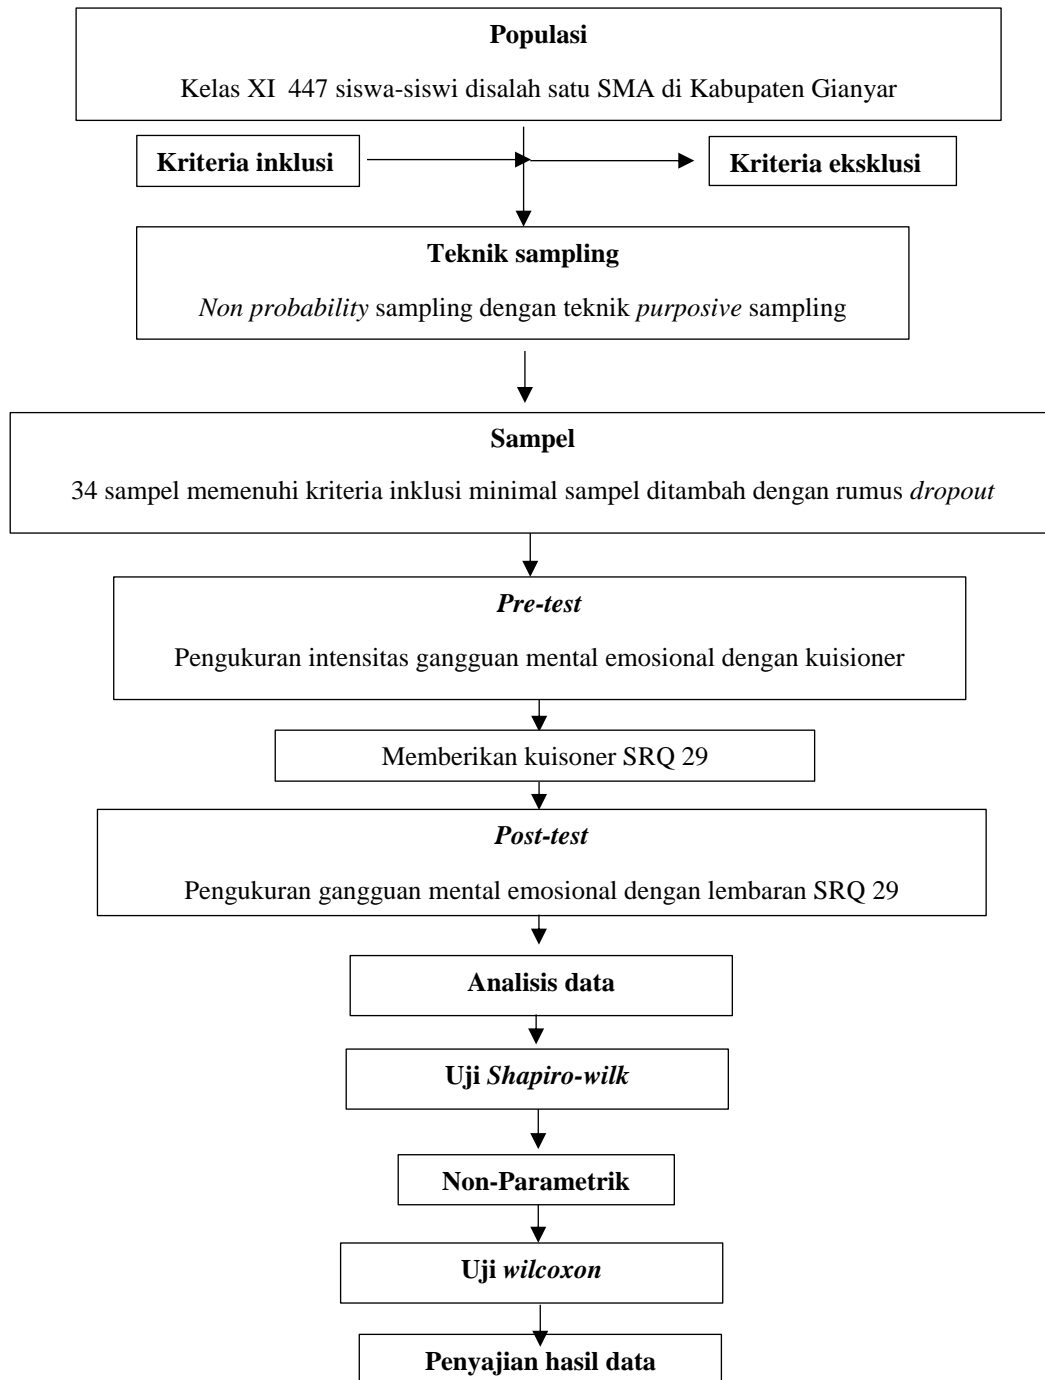 Populasi
Kelas XI 447 siswa-siswi disalah satu SMA di Kabupaten Gianyar
Kriteria inklusi
Kriteria eksklusi
Teknik sampling
Non probability sampling dengan teknik purposive sampling
Sampel
34 sampel memenuhi kriteria inklusi minimal sampel ditambah dengan rumus dropout
Pre-test
Pengukuran intensitas gangguan mental emosional dengan kuisioner
Memberikan kuisoner SRQ 29
Post-test
Pengukuran gangguan mental emosional dengan lembaran SRQ 29
Analisis data
Uji Shapiro-wilk
Non-Parametrik
Uji wilcoxon
Penyajian hasil data